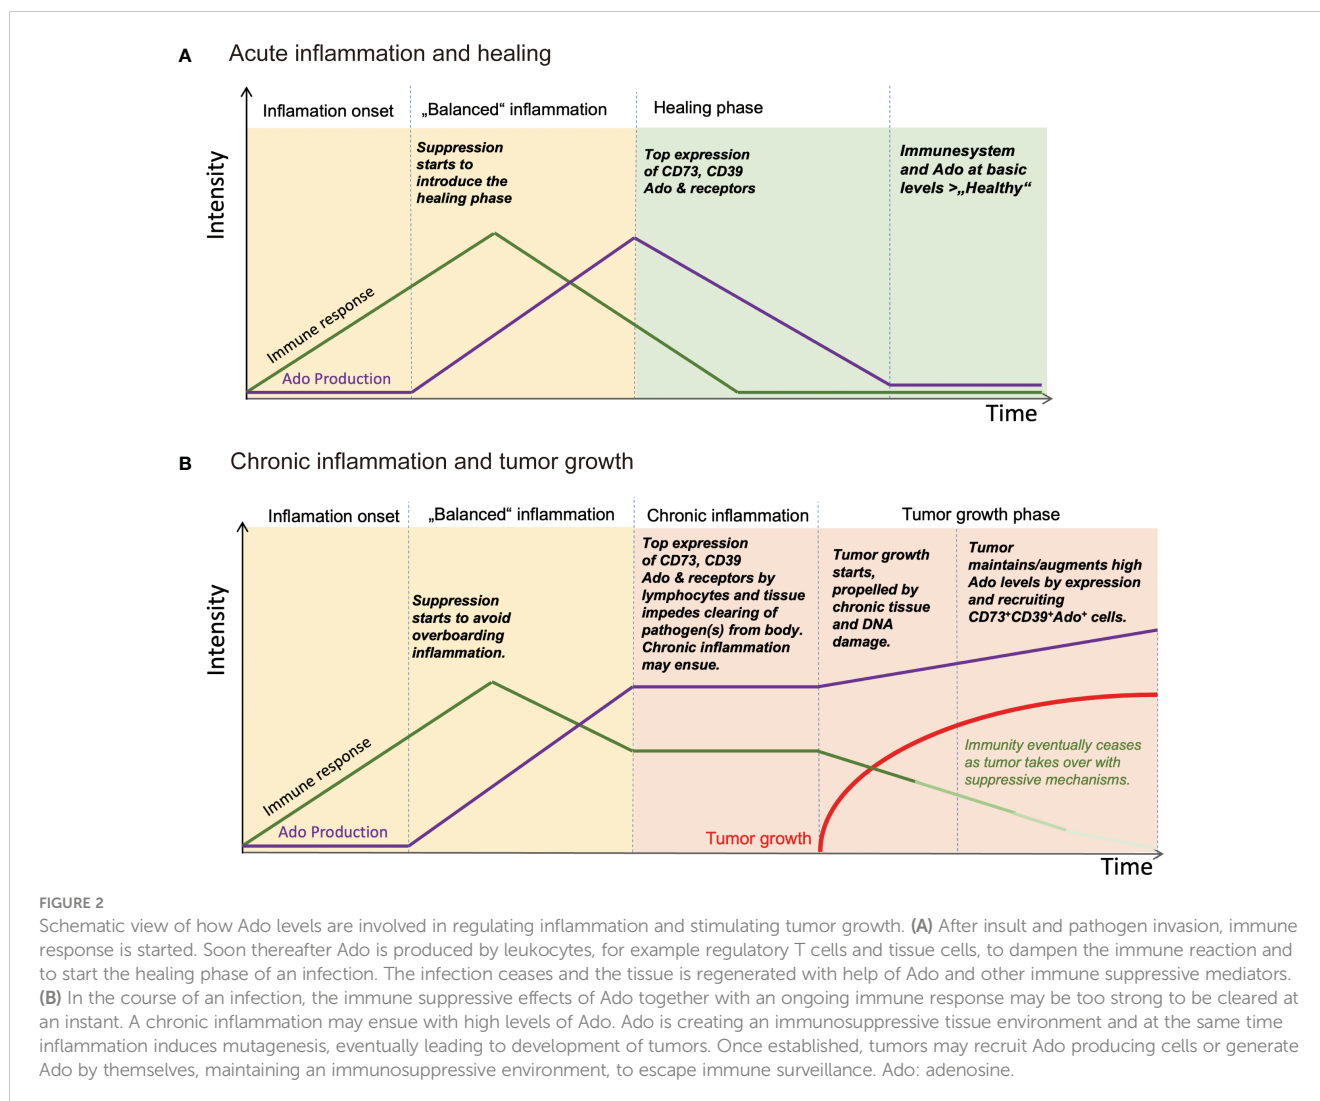 A Acute inflammation and healing
Inflamation onset
„Balanced“ inflammation
Healing phase
Suppression
starts to
introduce the
healing phase
Top expression
of CD73, CD39
Ado & receptors
Immunesystem
and Ado at basic
levels >„Healthy“
Intensity
Immune response
Ado Production
Time
B Chronic inflammation and tumor growth
Inflamation onset
„Balanced“ inflammation
Chronic inflammation
Tumor growth phase
Suppression
starts to avoid
overboarding
inflammation.
Top expression
of CD73, CD39
Ado & receptors by
lymphocytes and tissue
impedes clearing of
pathogen(s) from body.
Chronic inflammation
may ensue.
Tumor growth
starts,
propelled by
chronic tissue
and DNA
damage.
Tumor
maintains/augments high
Ado levels by expression
and recruiting
CD73⁺CD39⁺Ado⁺ cells.
Intensity
Immune response
Ado Production
Immunity eventually ceases
as tumor takes over with
suppressive mechanisms.
Tumor growth
Time
FIGURE 2
Schematic view of how Ado levels are involved in regulating inflammation and stimulating tumor growth. (A) After insult and pathogen invasion, immune
response is started. Soon thereafter Ado is produced by leukocytes, for example regulatory T cells and tissue cells, to dampen the immune reaction and
to start the healing phase of an infection. The infection ceases and the tissue is regenerated with help of Ado and other immune suppressive mediators.
(B) In the course of an infection, the immune suppressive effects of Ado together with an ongoing immune response may be too strong to be cleared at
an instant. A chronic inflammation may ensue with high levels of Ado. Ado is creating an immunosuppressive tissue environment and at the same time
inflammation induces mutagenesis, eventually leading to development of tumors. Once established, tumors may recruit Ado producing cells or generate
Ado by themselves, maintaining an immunosuppressive environment, to escape immune surveillance. Ado: adenosine.